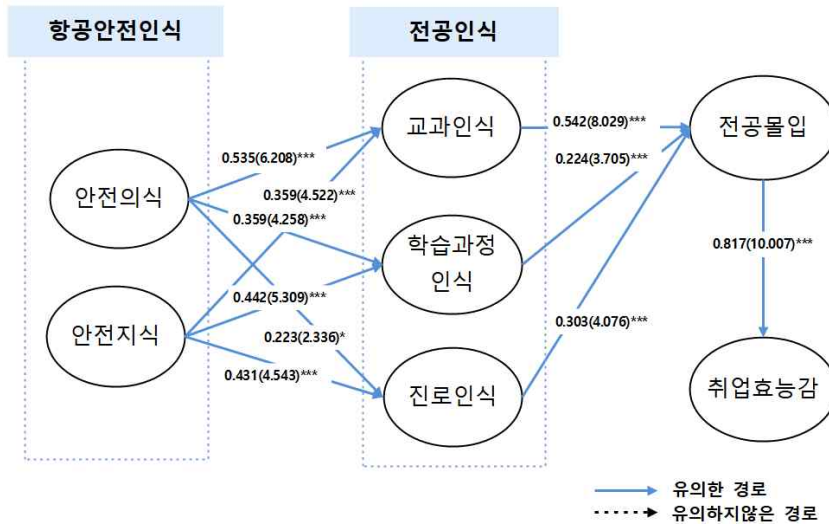 항공안전인식
전공인식
교과인식
0.542(8.029)***
전공몰입
0.535(6.208)***
0.224(3.705)***
안전의식
0.359(4.522)***
0.359(4.258)***
학습과정
인식
0.817(10.007)***
0.442(5.309)***
안전지식
0.223(2.336)*
0.303(4.076)***
0.431(4.543)***
진로인식
취업효능감
유의한 경로
유의하지않은 경로